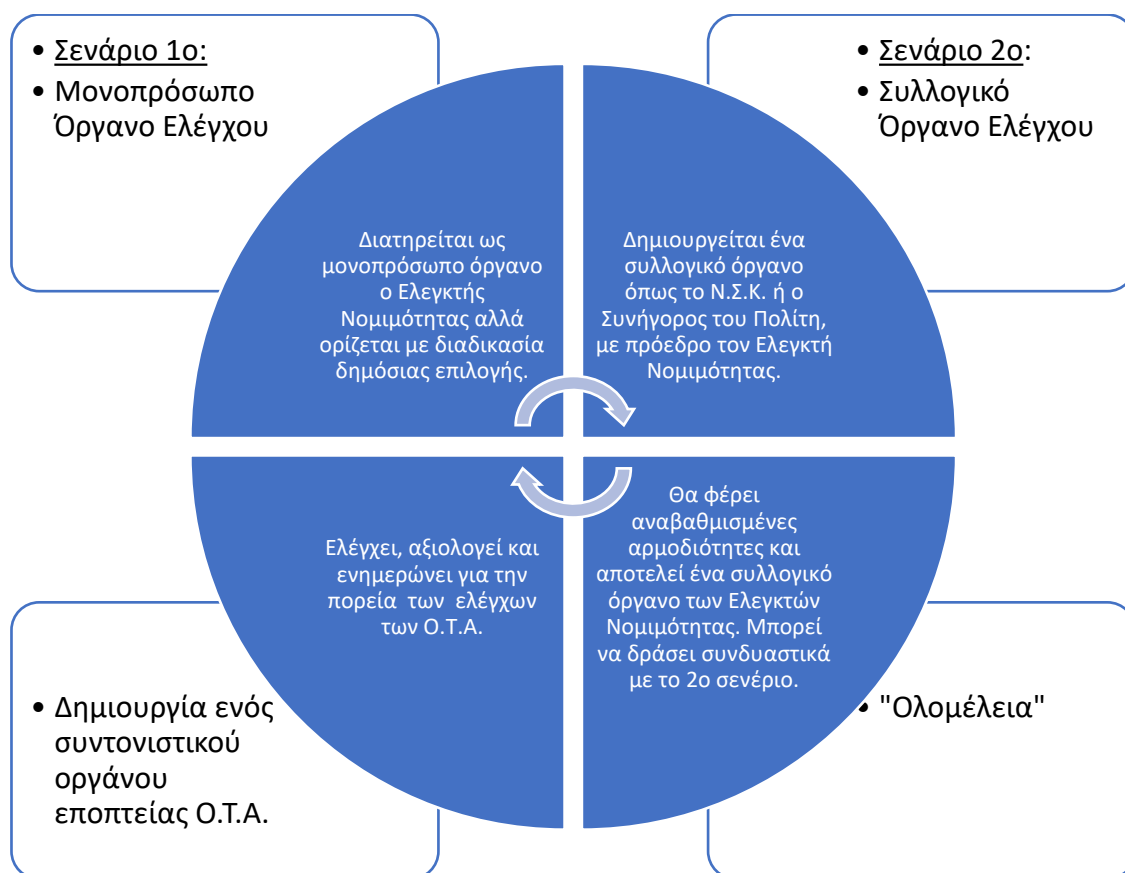 • Σενάριο 1ο:
• Μονοπρόσωπο
Όργανο Ελέγχου
• Σενάριο 2ο:
• Συλλογικό
Όργανο Ελέγχου
Διατηρείται ως
μονοπρόσωπο όργανο
ο Ελεγκτής
Νομιμότητας αλλά
ορίζεται με διαδικασία
δημόσιας επιλογής.
Δημιουργείται ένα
συλλογικό όργανο
όπως το Ν.Σ.Κ. ή ο
Συνήγορος του Πολίτη,
με πρόεδρο τον Ελεγκτή
Νομιμότητας.
Ελέγχει, αξιολογεί και
ενημερώνει για την
πορεία των ελέγχων
των Ο.Τ.Α.
Θα φέρει
αναβαθμισμένες
αρμοδιότητες και
αποτελεί ένα συλλογικό
όργανο των Ελεγκτών
Νομιμότητας. Μπορεί
να δράσει συνδυαστικά
με το 2ο σενέριο.
• Δημιουργία ενός
συντονιστικού
οργάνου
εποπτείας Ο.Τ.Α.
• "Ολομέλεια"